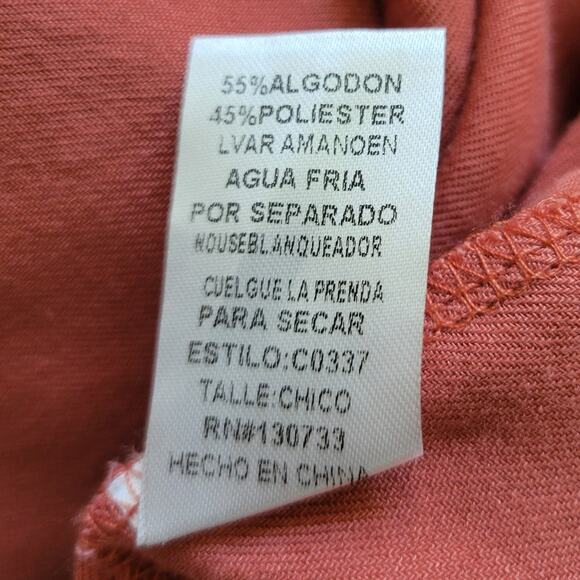 55%ALGODON
45%POLIESTER
LVAR AMANOEN
AGUA FRIA
POR SEPARADO
NOUSEBLANQUEADOR
CUELGUE LA PRENDA
PARA SECAR
ESTILO:C0337
TALLE:CHICO
RN#130733
HECHO EN CHINA